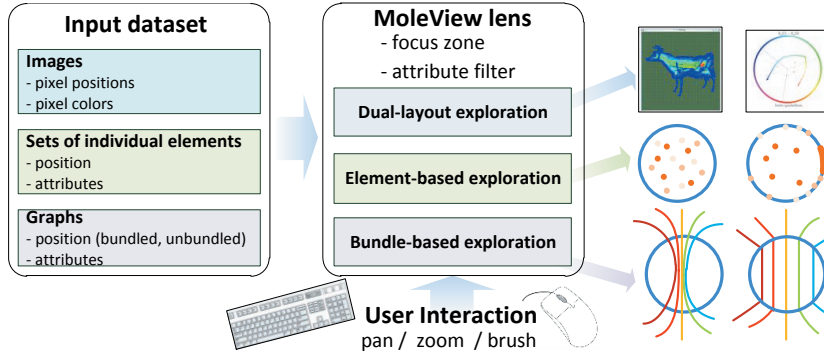 Input dataset
Images
- pixel positions
- pixel colors
Sets of individual elements
- position
- attributes
Graphs
- position (bundled, unbundled)
- attributes
MoleView lens
- focus zone
- attribute filter
Dual-layout exploration
Element-based exploration
Bundle-based exploration
User Interaction
pan / zoom / brush